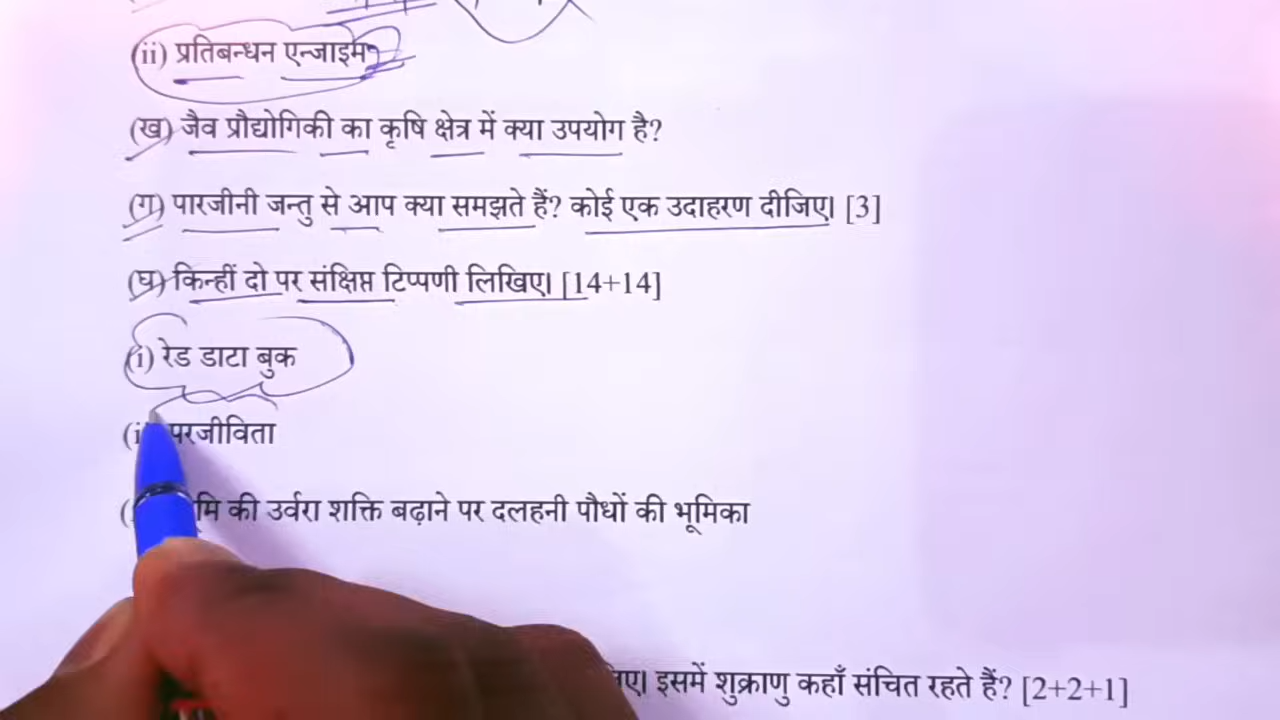 (ii) प्रतिबन्धन एन्जाइम
(ख) जैव प्रौद्योगिकी का कृषि क्षेत्र में क्या उपयोग है?
(ग) पारजीनी जन्तु से आप क्या समझते हैं? कोई एक उदाहरण दीजिए। [3]
(घ) किन्हीं दो पर संक्षिप्त टिप्पणी लिखिए। [14+14]
(i) रेड डाटा बुक
परजीविता
की उर्वरा शक्ति बढ़ाने पर दलहनी पौधों की भूमिका
इसमें शुक्राणु कहाँ संचित रहते हैं? [2+2+1]